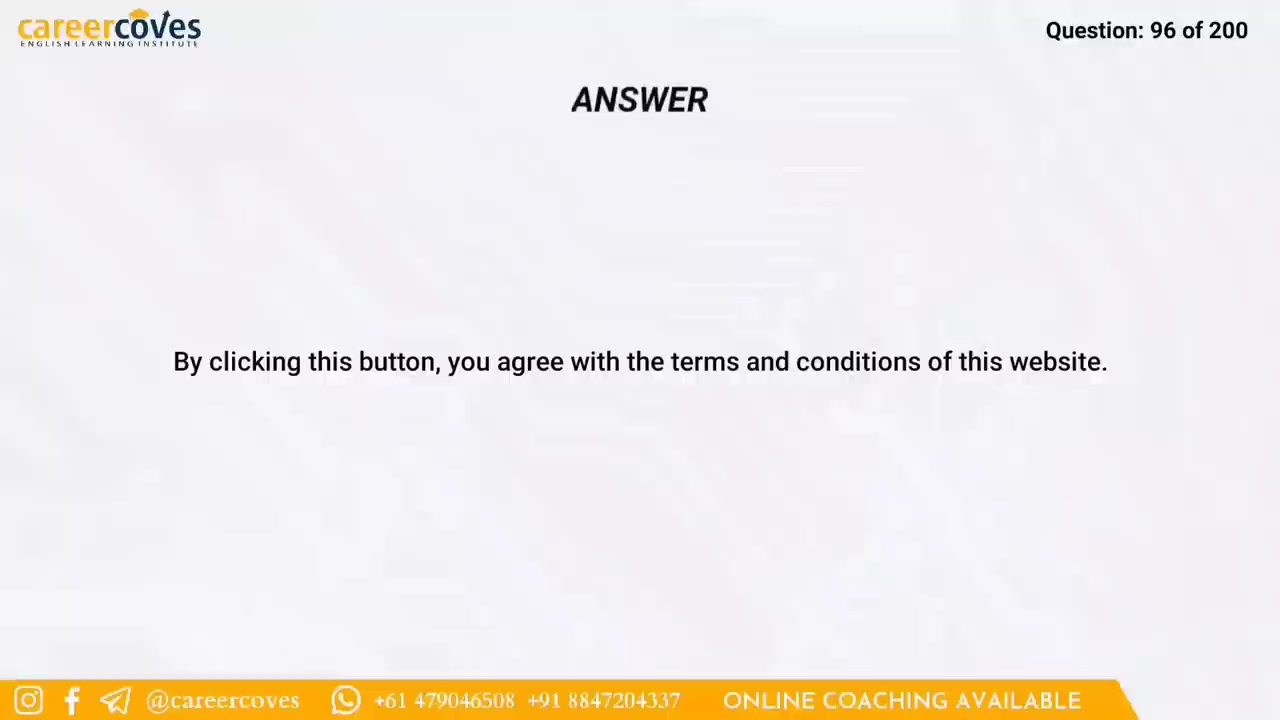 careercoves
ENGLISH LEARNING INSTITUTE
Question: 96 of 200
ANSWER
By clicking this button, you agree with the terms and conditions of this website.
@careercoves +61 479046508 +91 8847204337 ONLINE COACHING AVAILABLE